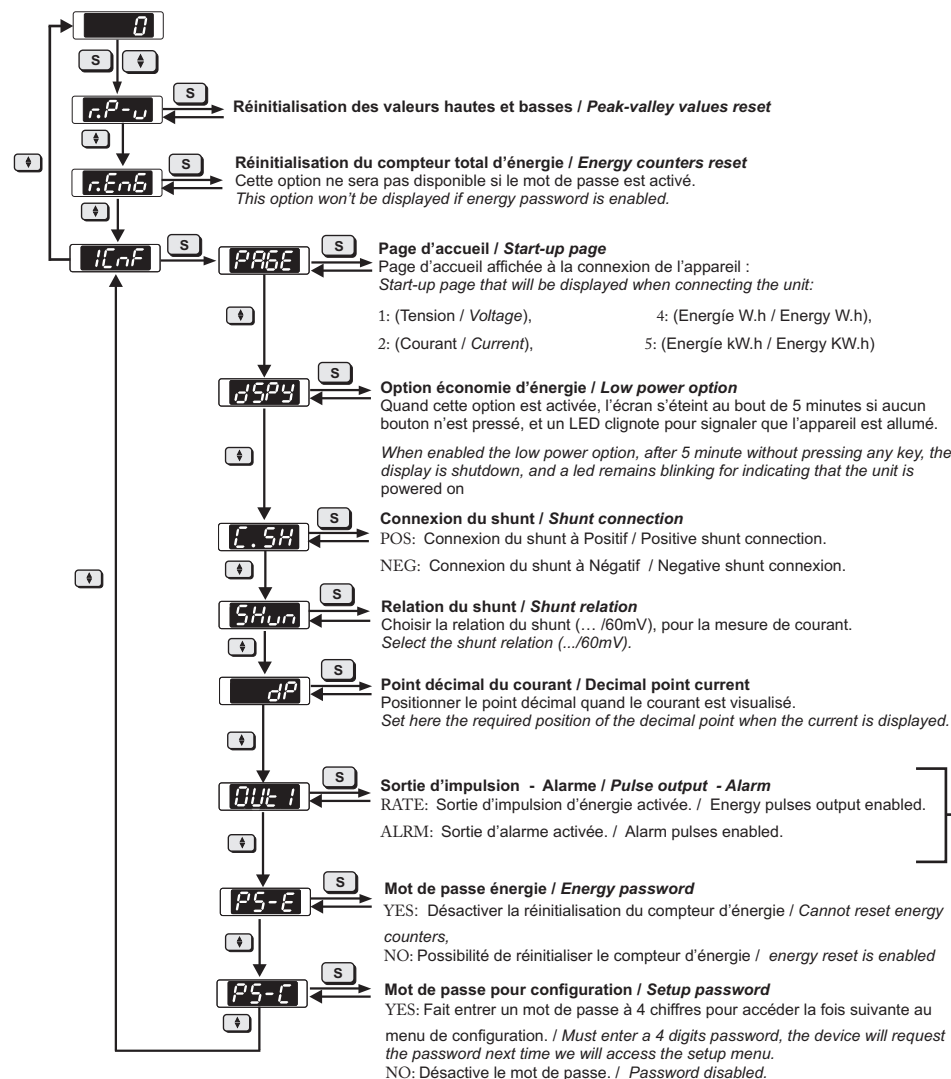 0
S
r.P-u
S
Réinitialisation des valeurs hautes et basses / Peak-valley values reset
r.EnG
S
Réinitialisation du compteur total d'énergie / Energy counters reset
Cette option ne sera pas disponible si le mot de passe est activé.
This option won't be displayed if energy password is enabled.
1CnF
S
PAGE
S
Page d'accueil / Start-up page
Page d'accueil affichée à la connexion de l'appareil :
Start-up page that will be displayed when connecting the unit:
1: (Tension / Voltage), 4: (Energíe W.h / Energy W.h),
2: (Courant / Current), 5: (Energíe kW.h / Energy KW.h)
dSPY
S
Option économie d'énergie / Low power option
Quand cette option est activée, l'écran s'éteint au bout de 5 minutes si aucun
bouton n'est pressé, et un LED clignote pour signaler que l'appareil est allumé.
When enabled the low power option, after 5 minute without pressing any key, the
display is shutdown, and a led remains blinking for indicating that the unit is
powered on
C.SH
S
Connexion du shunt / Shunt connection
POS: Connexion du shunt à Positif / Positive shunt connection.
NEG: Connexion du shunt à Négatif / Negative shunt connexion.
SHun
S
Relation du shunt / Shunt relation
Choisir la relation du shunt (… /60mV), pour la mesure de courant.
Select the shunt relation (.../60mV).
dP
S
Point décimal du courant / Decimal point current
Positionner le point décimal quand le courant est visualisé.
Set here the required position of the decimal point when the current is displayed.
OUt1
S
Sortie d'impulsion - Alarme / Pulse output - Alarm
RATE: Sortie d'impulsion d'énergie activée. / Energy pulses output enabled.
ALRM: Sortie d'alarme activée. / Alarm pulses enabled.
PS-E
S
Mot de passe énergie / Energy password
YES: Désactiver la réinitialisation du compteur d'énergie / Cannot reset energy
counters,
NO: Possibilité de réinitialiser le compteur d'énergie / energy reset is enabled
PS-C
S
Mot de passe pour configuration / Setup password
YES: Fait entrer un mot de passe à 4 chiffres pour accéder la fois suivante au
menu de configuration. / Must enter a 4 digits password, the device will request
the password next time we will access the setup menu.
NO: Désactive le mot de passe. / Password disabled.